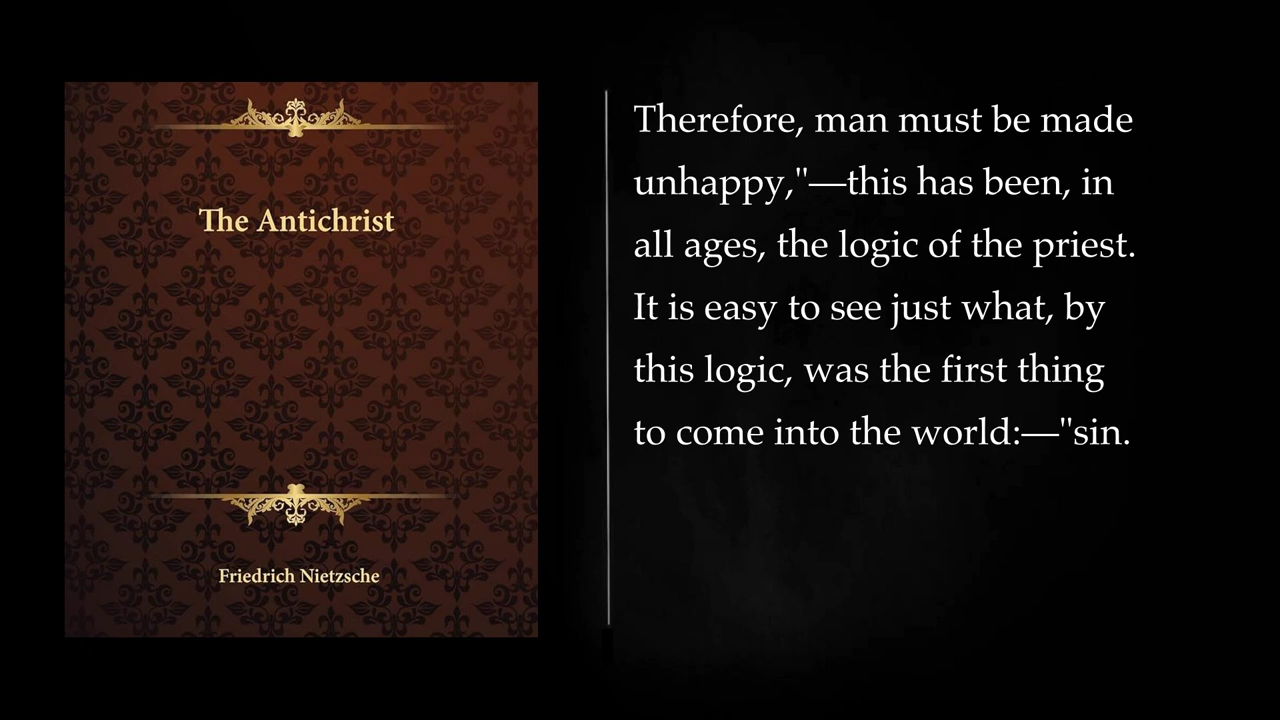 The Antichrist
Friedrich Nietzsche
Therefore, man must be made
unhappy,"—this has been, in
all ages, the logic of the priest.
It is easy to see just what, by
this logic, was the first thing
to come into the world:—"sin.